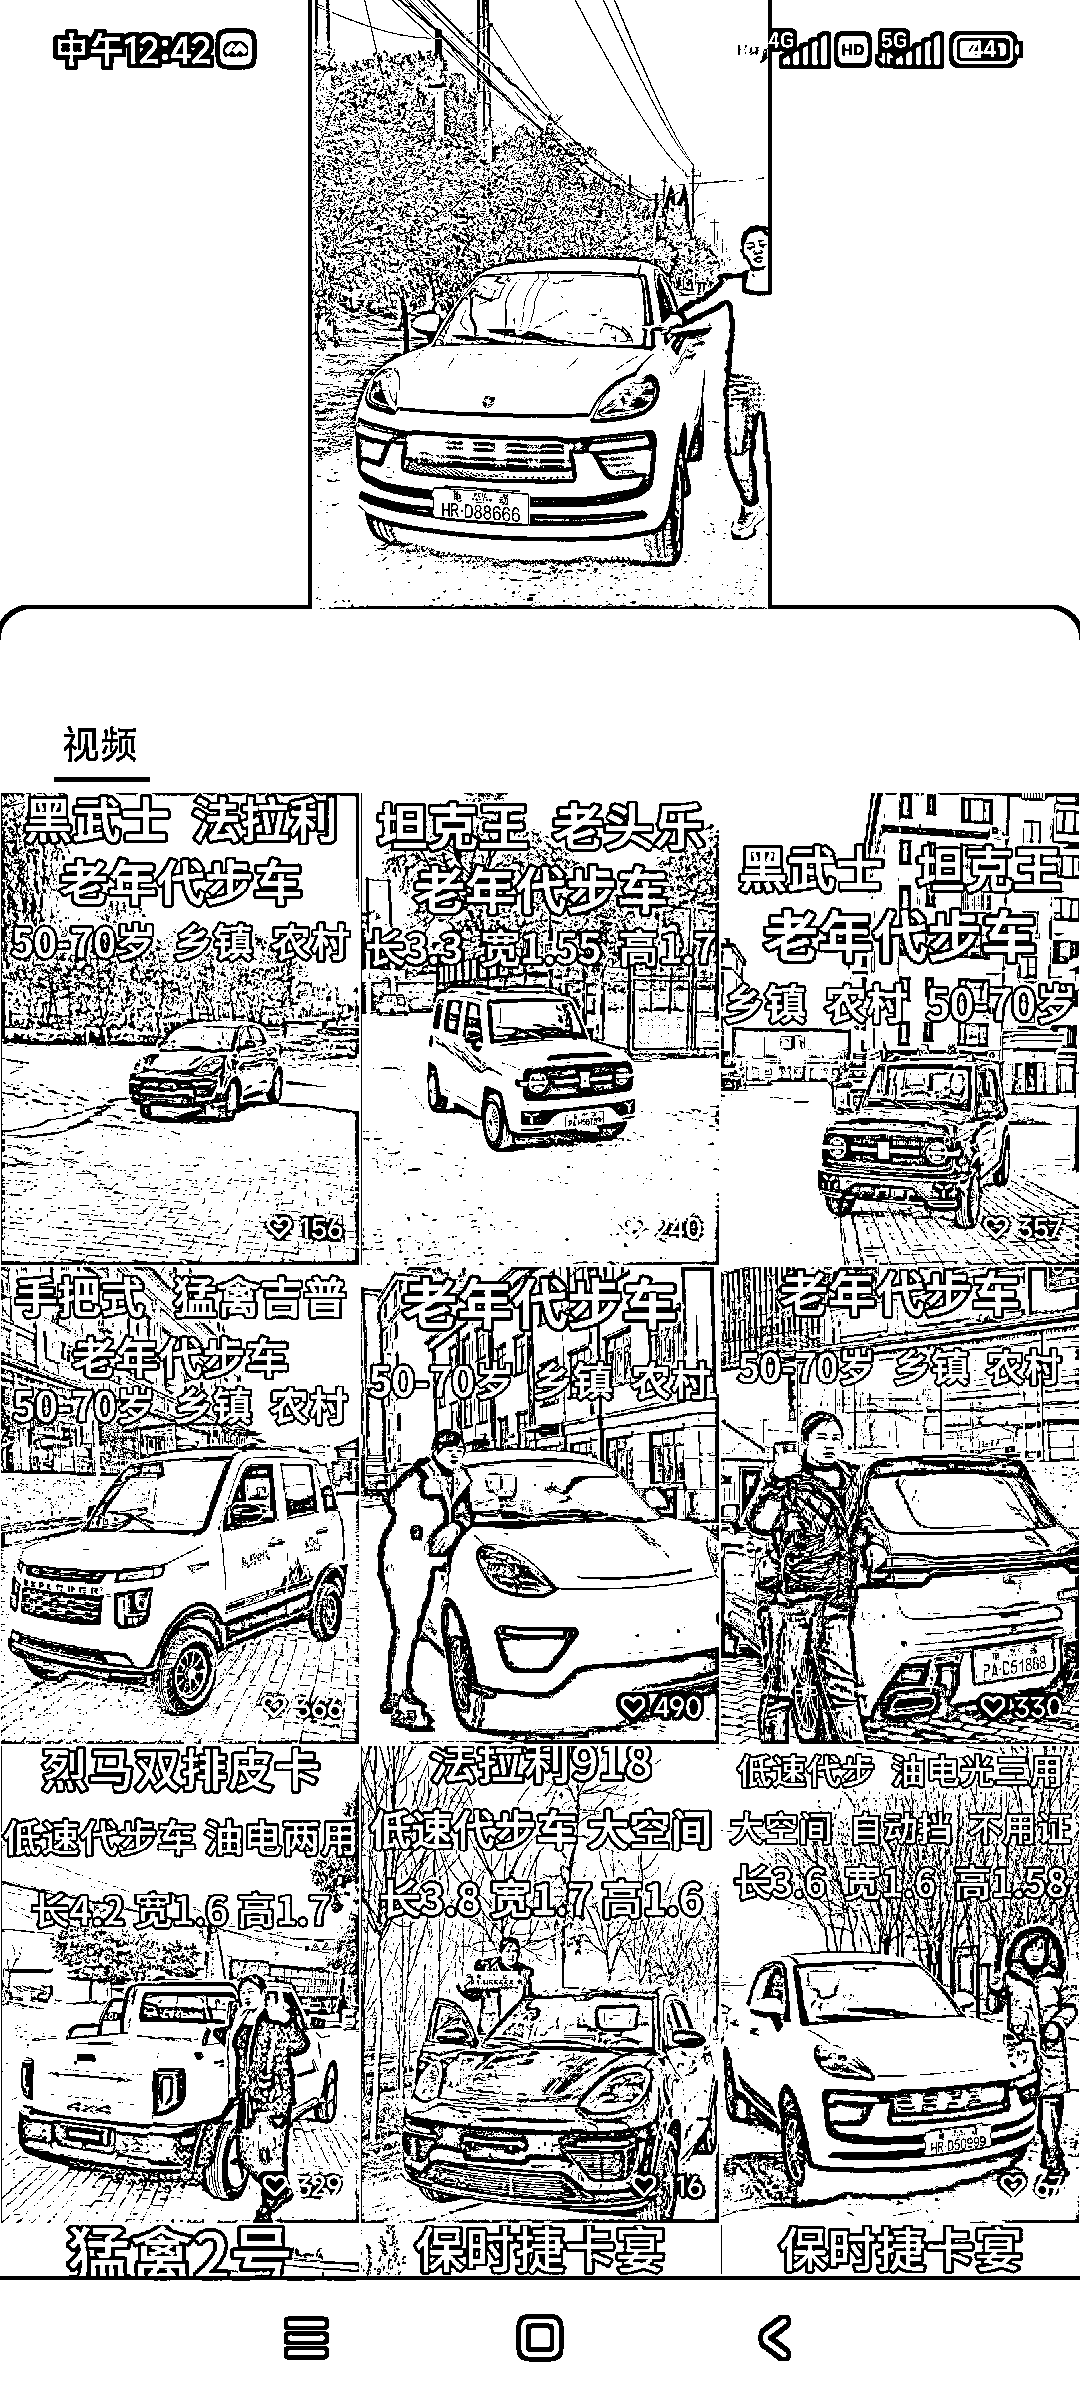 中午12:42
4G HD 5G 44
HR·D88666
视频
黑武士 法拉利
老年代步车
50-70岁 乡镇 农村
156
坦克王 老头乐
老年代步车
长3.3 宽1.55 高1.7
240
黑武士 坦克王
老年代步车
乡镇 农村 50-70岁
357
手把式 猛禽吉普
老年代步车
50-70岁 乡镇 农村
366
老年代步车
50-70岁 乡镇 农村
490
老年代步车
50-70岁 乡镇 农村
PA·D51868
330
烈马双排皮卡
低速代步车 油电两用
长4.2 宽1.6 高1.7
4X4
329
法拉利918
低速代步车 大空间
长3.8 宽1.7 高1.6
16
低速代步 油电光三用
大空间 自动挡 不用证
长3.6 宽1.6 高1.58
HR·D50999
67
猛禽2号
保时捷卡宴
保时捷卡宴